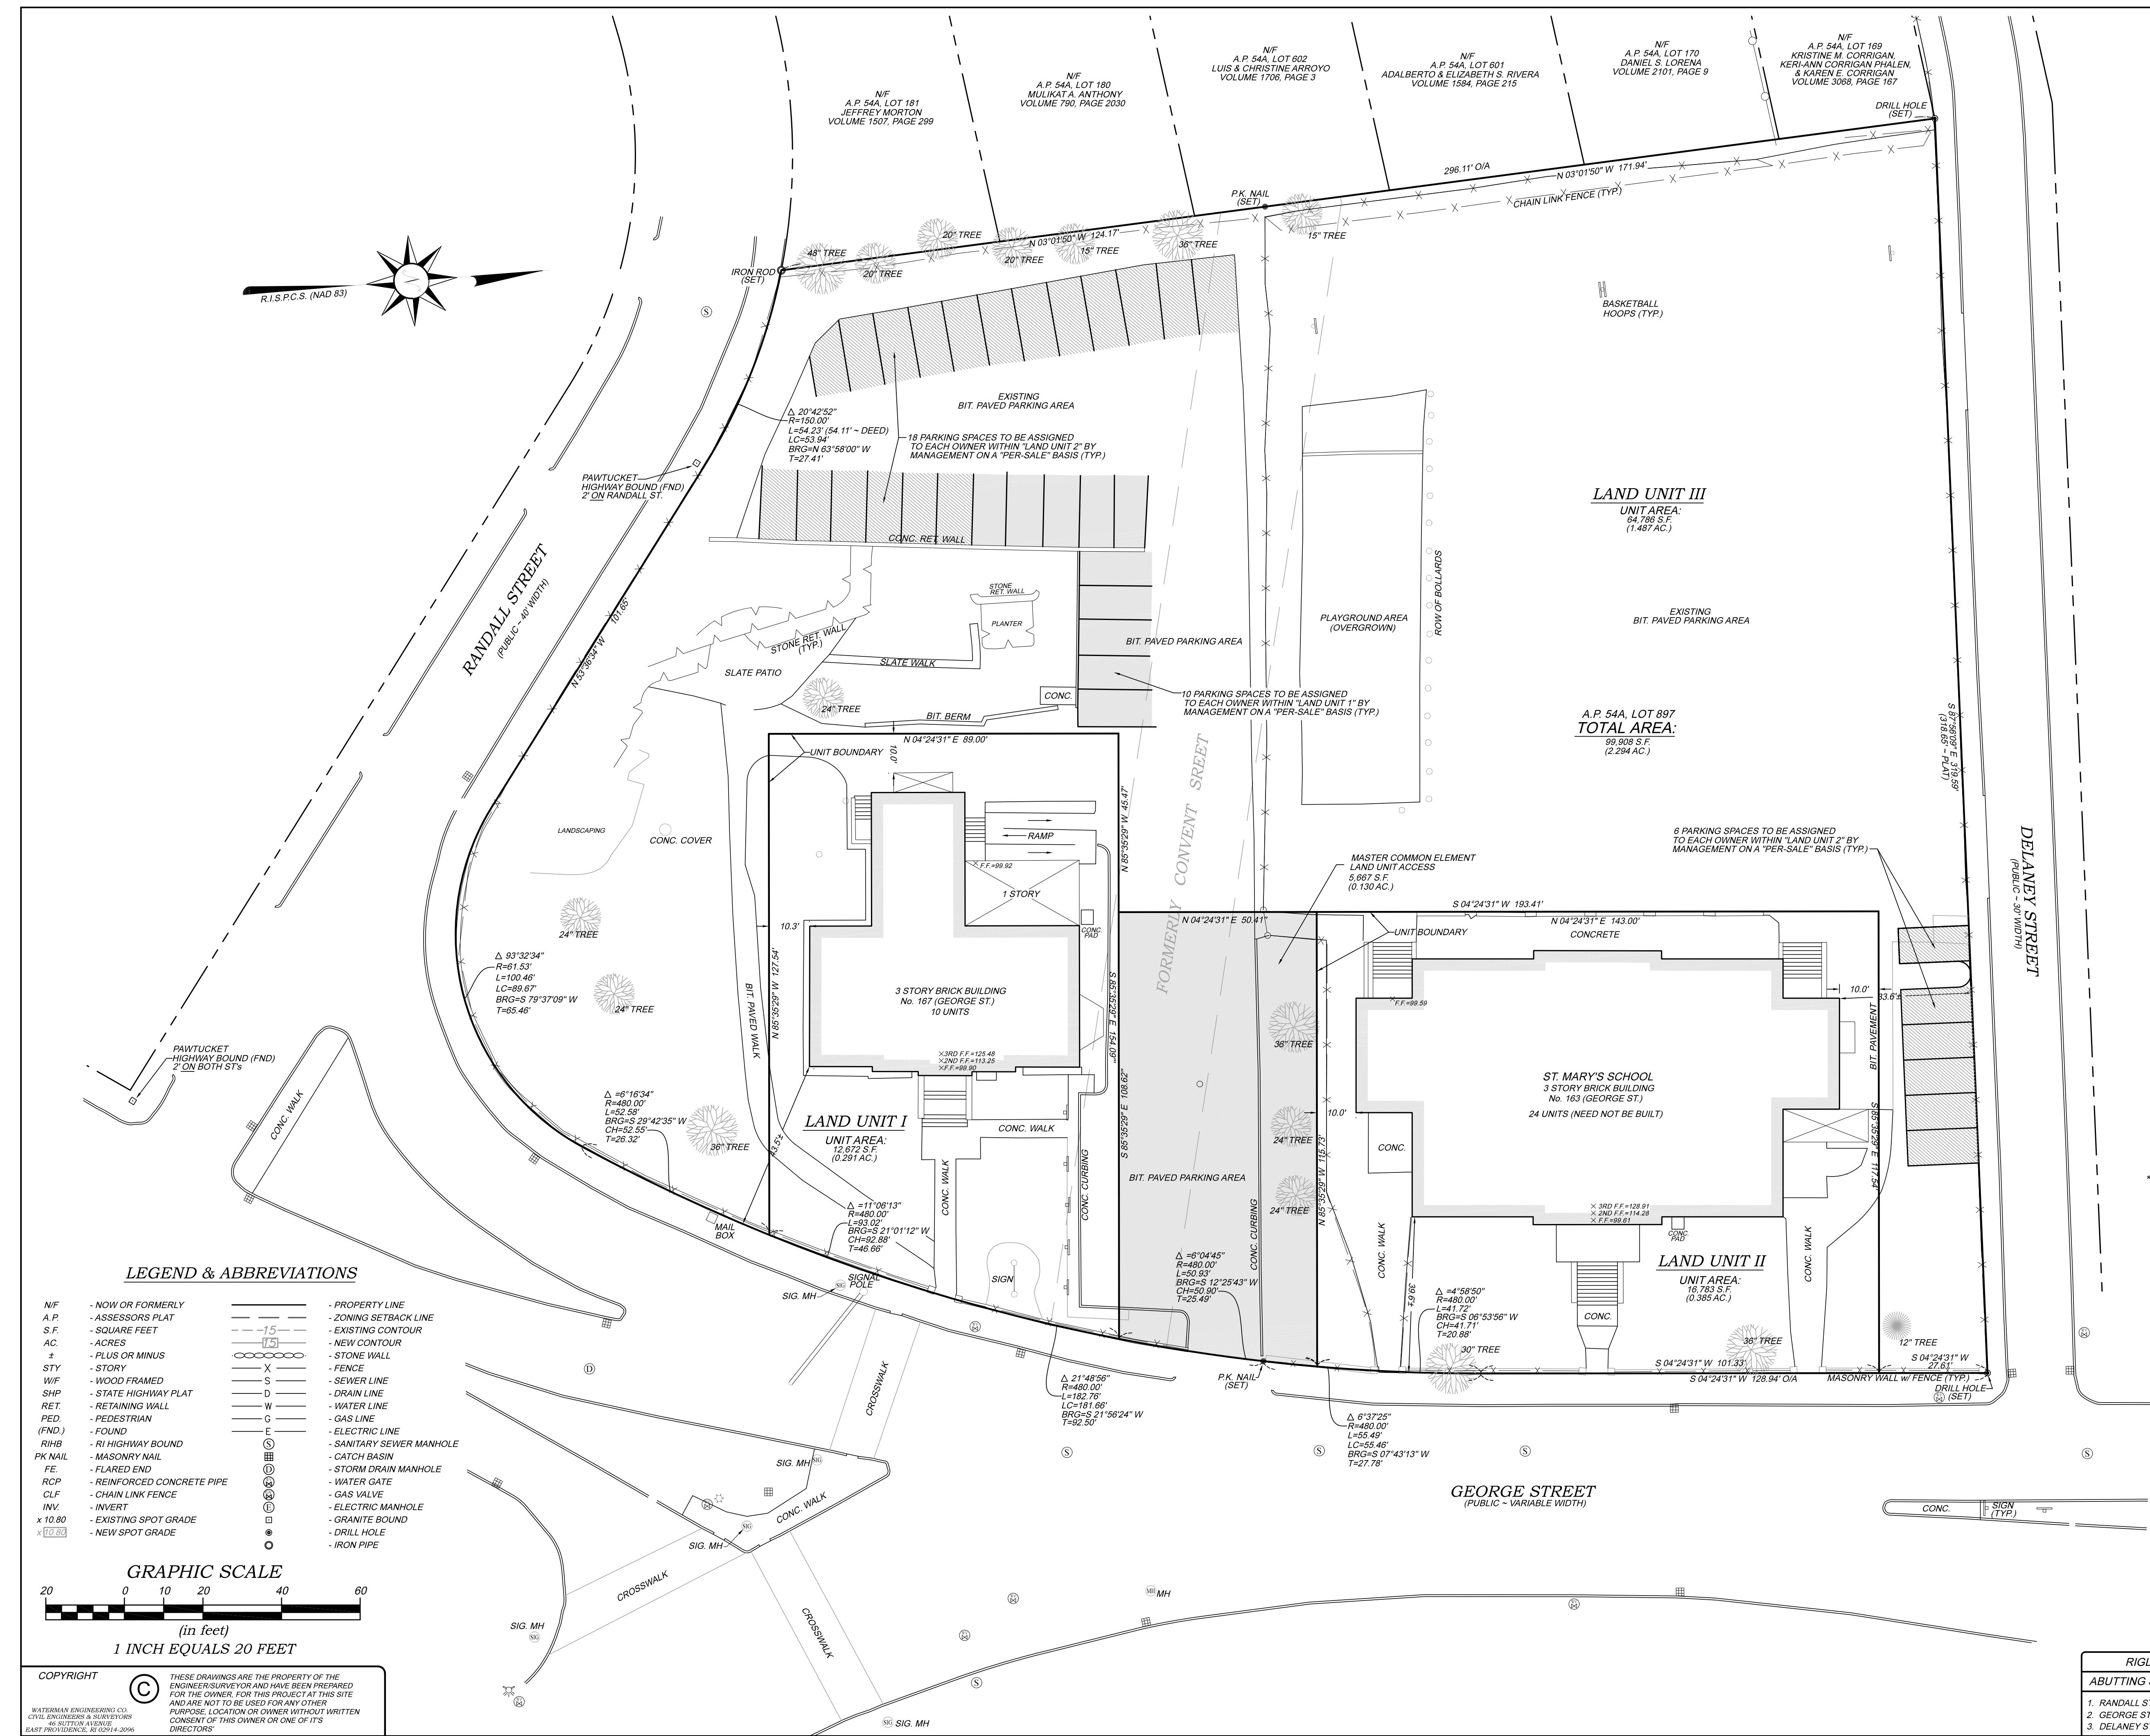 N/F
A.P. 54A, LOT 181
JEFFREY MORTON
VOLUME 1507, PAGE 299
N/F
A.P. 54A, LOT 180
MULIKAT A. ANTHONY
VOLUME 790, PAGE 2030
N/F
A.P. 54A, LOT 602
LUIS & CHRISTINE ARROYO
VOLUME 1706, PAGE 3
N/F
A.P. 54A, LOT 601
ADALBERTO & ELIZABETH S. RIVERA
VOLUME 1584, PAGE 215
N/F
A.P. 54A, LOT 170
DANIEL S. LORENA
VOLUME 2101, PAGE 9
N/F
A.P. 54A, LOT 169
KRISTINE M. CORRIGAN,
KERI-ANN CORRIGAN PHALEN,
& KAREN E. CORRIGAN
VOLUME 3068, PAGE 167
DRILL HOLE
(SET)
296.11' O/A
N 03°01'50" W 171.94'
CHAIN LINK FENCE (TYP.)
P.K. NAIL
(SET)
15" TREE
N 03°01'50" W 124.17'
48" TREE
20" TREE
20" TREE
20" TREE
15" TREE
36" TREE
IRON ROD
(SET)
R.I.S.P.C.S. (NAD 83)
BASKETBALL
HOOPS (TYP.)
EXISTING
BIT. PAVED PARKING AREA
Δ 20°42'52"
R=150.00'
L=54.23' (54.11' ~ DEED)
LC=53.94'
BRG=N 63°58'00" W
T=27.41'
18 PARKING SPACES TO BE ASSIGNED
TO EACH OWNER WITHIN "LAND UNIT 2" BY
MANAGEMENT ON A "PER-SALE" BASIS (TYP.)
PAWTUCKET
HIGHWAY BOUND (FND)
2' ON RANDALL ST.
CONC. RET. WALL
RANDALL STREET
(PUBLIC ~ 40' WIDTH)
N 53°36'34" W 101.65'
STONE
RET. WALL
PLANTER
STONE RET. WALL
(TYP.)
SLATE WALK
SLATE PATIO
24" TREE
BIT. BERM
CONC.
BIT. PAVED PARKING AREA
10 PARKING SPACES TO BE ASSIGNED
TO EACH OWNER WITHIN "LAND UNIT 1" BY
MANAGEMENT ON A "PER-SALE" BASIS (TYP.)
PLAYGROUND AREA
(OVERGROWN)
ROW OF BOLLARDS
LAND UNIT III
UNIT AREA:
64,786 S.F.
(1.487 AC.)
EXISTING
BIT. PAVED PARKING AREA
A.P. 54A, LOT 897
TOTAL AREA:
99,908 S.F.
(2.294 AC.)
S 87°56'09" E 319.59'
(318.65' ~ PLAT)
DELANEY STREET
(PUBLIC ~ 30' WIDTH)
6 PARKING SPACES TO BE ASSIGNED
TO EACH OWNER WITHIN "LAND UNIT 2" BY
MANAGEMENT ON A "PER-SALE" BASIS (TYP.)
N 04°24'31" E 89.00'
UNIT BOUNDARY
10.0'
N 85°35'29" W 45.47'
FORMERLY CONVENT SREET
LANDSCAPING
CONC. COVER
RAMP
F.F.=99.92
1 STORY
CONC.
PAD
10.3'
24" TREE
24" TREE
BIT. PAVED WALK
N 85°35'29" W 127.54'
3 STORY BRICK BUILDING
No. 167 (GEORGE ST.)
10 UNITS
3RD F.F.=125.48
2ND F.F.=113.25
F.F.=99.90
S 85°35'29" E 154.09'
S 85°35'29" E 108.62'
MASTER COMMON ELEMENT
LAND UNIT ACCESS
5,667 S.F.
(0.130 AC.)
N 04°24'31" E 50.41'
S 04°24'31" W 193.41'
N 04°24'31" E 143.00'
UNIT BOUNDARY
CONCRETE
F.F.=99.59
10.0'
33.6'±
BIT. PAVEMENT
S 85°35'29" E 117.54'
ST. MARY'S SCHOOL
3 STORY BRICK BUILDING
No. 163 (GEORGE ST.)
24 UNITS (NEED NOT BE BUILT)
3RD F.F.=128.91
2ND F.F.=114.28
F.F.=99.61
CONC.
PAD
10.0'
CONC.
36" TREE
24" TREE
24" TREE
N 85°35'29" W 115.73'
BIT. PAVED PARKING AREA
CONC. CURBING
CONC. CURBING
Δ 93°32'34"
R=61.53'
L=100.46'
LC=89.67'
BRG=S 79°37'09" W
T=65.46'
PAWTUCKET
HIGHWAY BOUND (FND)
2' ON BOTH ST's
CONC. WALK
Δ =6°16'34"
R=480.00'
L=52.58'
BRG=S 29°42'35" W
CH=52.55'
T=26.32'
36" TREE
43.5'±
LAND UNIT I
UNIT AREA:
12,672 S.F.
(0.291 AC.)
CONC. WALK
CONC. WALK
Δ =11°06'13"
R=480.00'
L=93.02'
BRG=S 21°01'12" W
CH=92.88'
T=46.66'
MAIL
BOX
SIGNAL
POLE
SIG. MH
SIGN
Δ =6°04'45"
R=480.00'
L=50.93'
BRG=S 12°25'43" W
CH=50.90'
T=25.49'
CONC. WALK
39.6'±
Δ =4°58'50"
R=480.00'
L=41.72'
BRG=S 06°53'56" W
CH=41.71'
T=20.88'
30" TREE
CONC.
LAND UNIT II
UNIT AREA:
16,783 S.F.
(0.385 AC.)
CONC. WALK
36" TREE
12" TREE
S 04°24'31" W 101.33'
S 04°24'31" W
27.61'
S 04°24'31" W 128.94' O/A
MASONRY WALL w/ FENCE (TYP.)
DRILL HOLE
(SET)
P.K. NAIL
(SET)
Δ 21°48'56"
R=480.00'
L=182.76'
LC=181.66'
BRG=S 21°56'24" W
T=92.50'
Δ 6°37'25"
R=480.00'
L=55.49'
LC=55.46'
BRG=S 07°43'13" W
T=27.78'
GEORGE STREET
(PUBLIC ~ VARIABLE WIDTH)
CONC.
SIGN
(TYP.)
CROSSWALK
SIG. MH
CONC. WALK
SIG. MH
CROSSWALK
CROSSWALK
SIG. MH
MH
SIG. MH
LEGEND & ABBREVIATIONS
N/F - NOW OR FORMERLY - PROPERTY LINE
A.P. - ASSESSORS PLAT - ZONING SETBACK LINE
S.F. - SQUARE FEET 15 - EXISTING CONTOUR
AC. - ACRES 15 - NEW CONTOUR
± - PLUS OR MINUS - STONE WALL
STY - STORY X - FENCE
W/F - WOOD FRAMED S - SEWER LINE
SHP - STATE HIGHWAY PLAT D - DRAIN LINE
RET. - RETAINING WALL W - WATER LINE
PED. - PEDESTRIAN G - GAS LINE
(FND.) - FOUND E - ELECTRIC LINE
RIHB - RI HIGHWAY BOUND S - SANITARY SEWER MANHOLE
PK NAIL - MASONRY NAIL - CATCH BASIN
FE. - FLARED END D - STORM DRAIN MANHOLE
RCP - REINFORCED CONCRETE PIPE - WATER GATE
CLF - CHAIN LINK FENCE - GAS VALVE
INV. - INVERT E - ELECTRIC MANHOLE
x 10.80 - EXISTING SPOT GRADE - GRANITE BOUND
x 10.80 - NEW SPOT GRADE - DRILL HOLE
- IRON PIPE
GRAPHIC SCALE
20 0 10 20 40 60
(in feet)
1 INCH EQUALS 20 FEET
COPYRIGHT
C
WATERMAN ENGINEERING CO.
CIVIL ENGINEERS & SURVEYORS
46 SUTTON AVENUE
EAST PROVIDENCE, RI 02914-2096
THESE DRAWINGS ARE THE PROPERTY OF THE
ENGINEER/SURVEYOR AND HAVE BEEN PREPARED
FOR THE OWNER, FOR THIS PROJECT AT THIS SITE
AND ARE NOT TO BE USED FOR ANY OTHER
PURPOSE, LOCATION OR OWNER WITHOUT WRITTEN
CONSENT OF THIS OWNER OR ONE OF IT'S
DIRECTORS'
RIGL
ABUTTING
1. RANDALL ST
2. GEORGE ST
3. DELANEY S